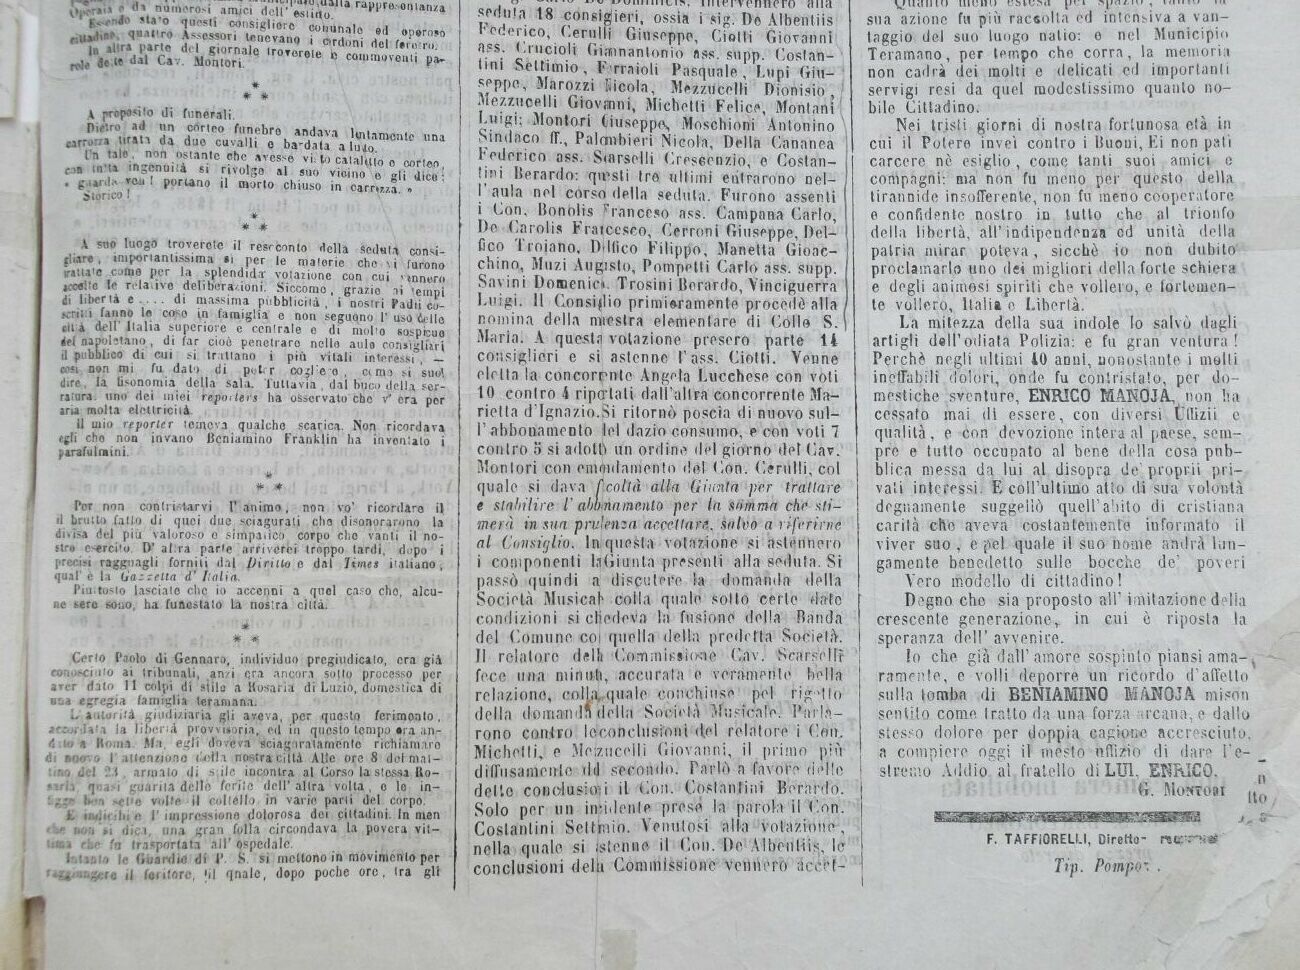 Operaia e da numerosi amici dell' estido.
Essendo stato questi consigliere comunale ed operoso
cittadino, quattro Assessori tenevano i cordoni del feretro.
In altra parte del giornale troverete le commoventi pa-
role dette dal Cav. Montori.
* * *
A proposito di funerali.
Dietro ad un corteo funebre andava lentamente una
carrozza tirata da due cavalli e bardata a lutto.
Un tale, non ostante che avesse visto catafalco e corteo,
con tutta ingenuità si rivolge al suo vicino e gli dice:
« guarda ve! portano il morto chiuso in carrozza. »
Storico!
* * *
A suo luogo troverete il resoconto della seduta consi-
gliare, importantissima si per le materie che vi furono
trattate come per la splendida votazione con cui vennero
accolte le relative deliberazioni. Siccome, grazie ai tempi
di libertà e .... di massima pubblicità, i nostri Padri co-
scritti fanno le cose in famiglia e non seguono l' uso delle
città dell' Italia superiore e centrale e di molte sospicue
del napoletano, di far cioè penetrare nelle aule consigliari
il pubblico di cui si trattano i più vitali interessi, —
così non mi fu dato di poter cogliere, come si suol
dire, la fisonomia della sala. Tuttavia, dal buco della ser-
ratura uno dei miei reporters ha osservato che v' era per
aria molta elettricità.
il mio reporter temeva qualche scarica. Non ricordava
egli che non invano Beniamino Franklin ha inventato i
parafulmini.
* * *
Per non contristarvi l' animo, non vo' ricordare il
il brutto fatto di quei due sciagurati che disonorarono la
divisa del più valoroso e simpatico corpo che vanti il no-
stro esercito. D' altra parte arriverei troppo tardi, dopo i
precisi ragguagli forniti dal Diritto e dal Times italiano,
qual' è la Gazzetta d' Italia.
Piuttosto lasciate che io accenni a quel caso che, alcu-
ne sere sono, ha funestato la nostra città.
* * *
Certo Paolo di Gennaro, individuo pregiudicato, era già
conosciuto ai tribunali, anzi era ancora sotto processo per
aver dato 11 colpi di stile a Rosaria di Luzio, domestica di
una egregia famiglia teramana.
L' autorità giudiziaria gli aveva, per questo ferimento,
accordata la libertà provvisoria, ed in questo tempo era an-
dato a Roma. Ma, egli doveva sciaguratamente richiamare
di nuovo l' attenzione della nostra città Alle ore 8 del mat-
tino del 23, armato di stile incontra al Corso la stessa Ro-
saria, quasi guarita delle ferite dell' altra volta, e le in-
figge ben sette volte il coltello in varie parti del corpo.
È indicibile l' impressione dolorosa dei cittadini. In men
che non si dica, una gran folla circondava la povera vit-
tima che fu trasportata all' ospedale.
Intanto le Guardie di P. S. si mettono in movimento per
raggiungere il feritore, il quale, dopo poche ore, tra gli
seduta 18 consigieri, ossia i sig. De Albentiis
Federico, Cerulli Giuseppe, Ciotti Giovanni
ass. Crucioli Giannantonio ass. supp. Costan-
tini Settimio, Ferraioli Pasquale, Lupi Giu-
seppe, Marozzi Nicola, Mezzucelli Dionisio,
Mezzucelli Giovanni, Michetti Felice, Montani
Luigi; Montori Giuseppe, Moschioni Antonino
Sindaco ff., Palombieri Nicola, Della Cananea
Federico ass. Scarselli Crescenzio, e Costan-
tini Berardo: questi tre ultimi entrarono nel-
l' aula nel corso della seduta. Furono assenti
i Con. Bonolis Franceso ass. Campana Carlo,
De Carolis Francesco, Cerroni Giuseppe, Del-
fico Troiano, Delfico Filippo, Manetta Gioac-
chino, Muzi Augisto, Pompetti Carlo ass. supp.
Savini Domenico, Trosini Berardo, Vinciguerra
Luigi. Il Consiglio primieramente procedè alla
nomina della maestra elementare di Colle S.
Maria. A questa votazione presero parte 14
consiglieri e si astenne l' ass. Ciotti. Venne
eletta la concorrente Angela Lucchese con voti
10 contro 4 riportati dall' altra concorrente Ma-
rietta d' Ignazio. Si ritornò poscia di nuovo sul-
l' abbonamento del dazio consumo, e con voti 7
contro 5 si adottò un ordine del giorno del Cav.
Montori con emendamento del Con. Cerulli, col
quale si dava facoltà alla Giunta per trattare
e stabilire l' abbonamento per la somma che sti-
merà in sua prudenza accettare, salvo a riferirne
al Consiglio. In questa votazione si astennero
i componenti la Giunta presenti alla seduta. Si
passò quindi a discutere la domanda della
Società Musicale colla quale sotto certe date
condizioni si chiedeva la fusione della Banda
del Comune con quella della predetta Società.
Il relatore della Commissione Cav. Scarselli
fece una minuta, accurata e veramente bella
relazione, colla quale conchiuse pel rigetto
della domanda della Società Musicale. Parla-
rono contro le conclusioni del relatore i Con.
Michetti, e Mezzucelli Giovanni, il primo più
diffusamente del secondo. Parlò a favore delle
dette conclusioni il Con. Costantini Berardo.
Solo per un incidente prese la parola il Con.
Costantini Settimio. Venutosi alla votazione,
nella quale si astenne il Con. De Albentiis, le
conclusioni della Commissione vennero accet-
sua azione fu più raccolta ed intensiva a van-
taggio del suo luogo natio: e nel Municipio
Teramano, per tempo che corra, la memoria
non cadrà dei molti e delicati ed importanti
servigi resi da quel modestissimo quanto no-
bile Cittadino.
Nei tristi giorni di nostra fortunosa età in
cui il Potere inveì contro i Buoni, Ei non patì
carcere nè esiglio, come tanti suoi amici e
compagni: ma non fu meno per questo della
tirannide insofferente, non fu meno cooperatore
e confidente nostro in tutto che al trionfo
della libertà, all' indipendenza ed unità della
patria mirar poteva, sicchè io non dubito
proclamarlo uno dei migliori della forte schiera
e degli animosi spiriti che vollero, e fortemen-
te vollero, Italia e Libertà.
La mitezza della sua indole lo salvò dagli
artigli dell' odiata Polizia: e fu gran ventura!
Perchè negli ultimi 40 anni, nonostante i molti
ineffabili dolori, onde fu contristato, per do-
mestiche sventure, ENRICO MANOJA, non ha
cessato mai di essere, con diversi Uffizii e
qualità, e con devozione intera al paese, sem-
pre e tutto occupato al bene della cosa pub-
blica messa da lui al disopra de' proprii pri-
vati interessi. E coll' ultimo atto di sua volontà
degnamente suggellò quell' abito di cristiana
carità che aveva costantemente informato il
viver suo, e pel quale il suo nome andrà lun-
gamente benedetto sulle bocche de' poveri
Vero modello di cittadino!
Degno che sia proposto all' imitazione della
crescente generazione, in cui è riposta la
speranza dell' avvenire.
Io che già dall' amore sospinto piansi ama-
ramente, e volli deporre un ricordo d' affetto
sulla tomba di BENIAMINO MANOJA mi son
sentito come tratto da una forza arcana, e dallo
stesso dolore per doppia cagione accresciuto,
a compiere oggi il mesto uffizio di dare l' e-
stremo Addio al fratello di LUI, ENRICO.
G. MONTORI
F. TAFFIORELLI, Diretto-
Tip. Pompo